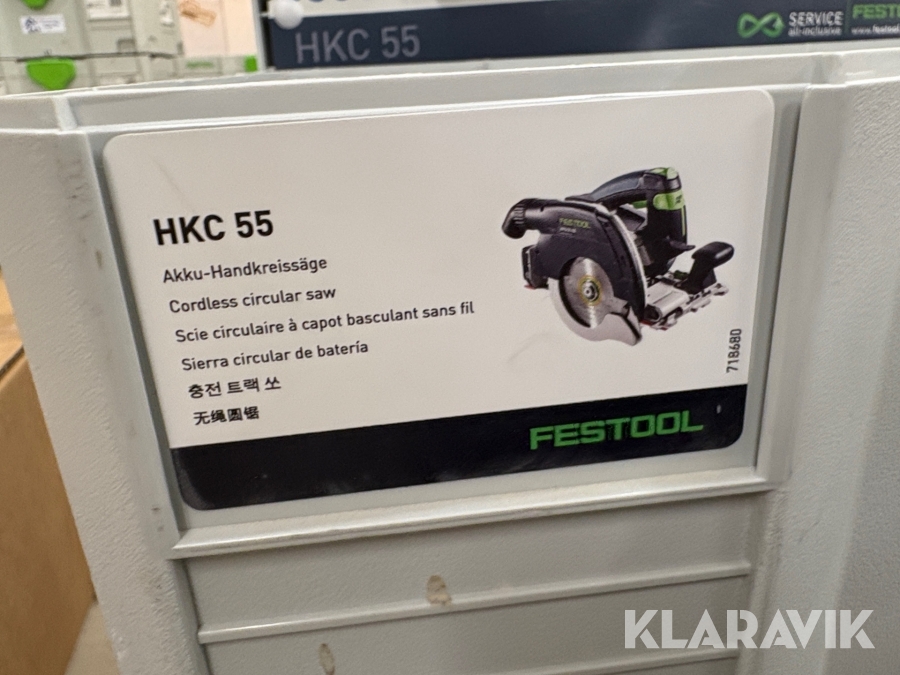 HKC 55
SERVICE
all-inclusive
FESTOOL
HKC 55
Akku-Handkreissäge
Cordless circular saw
Scie circulaire à capot basculant sans fil
Sierra circular de batería
충전 트랙 쏘
无绳圆锯
FESTOOL
718680
FESTOOL
KLARAVIK